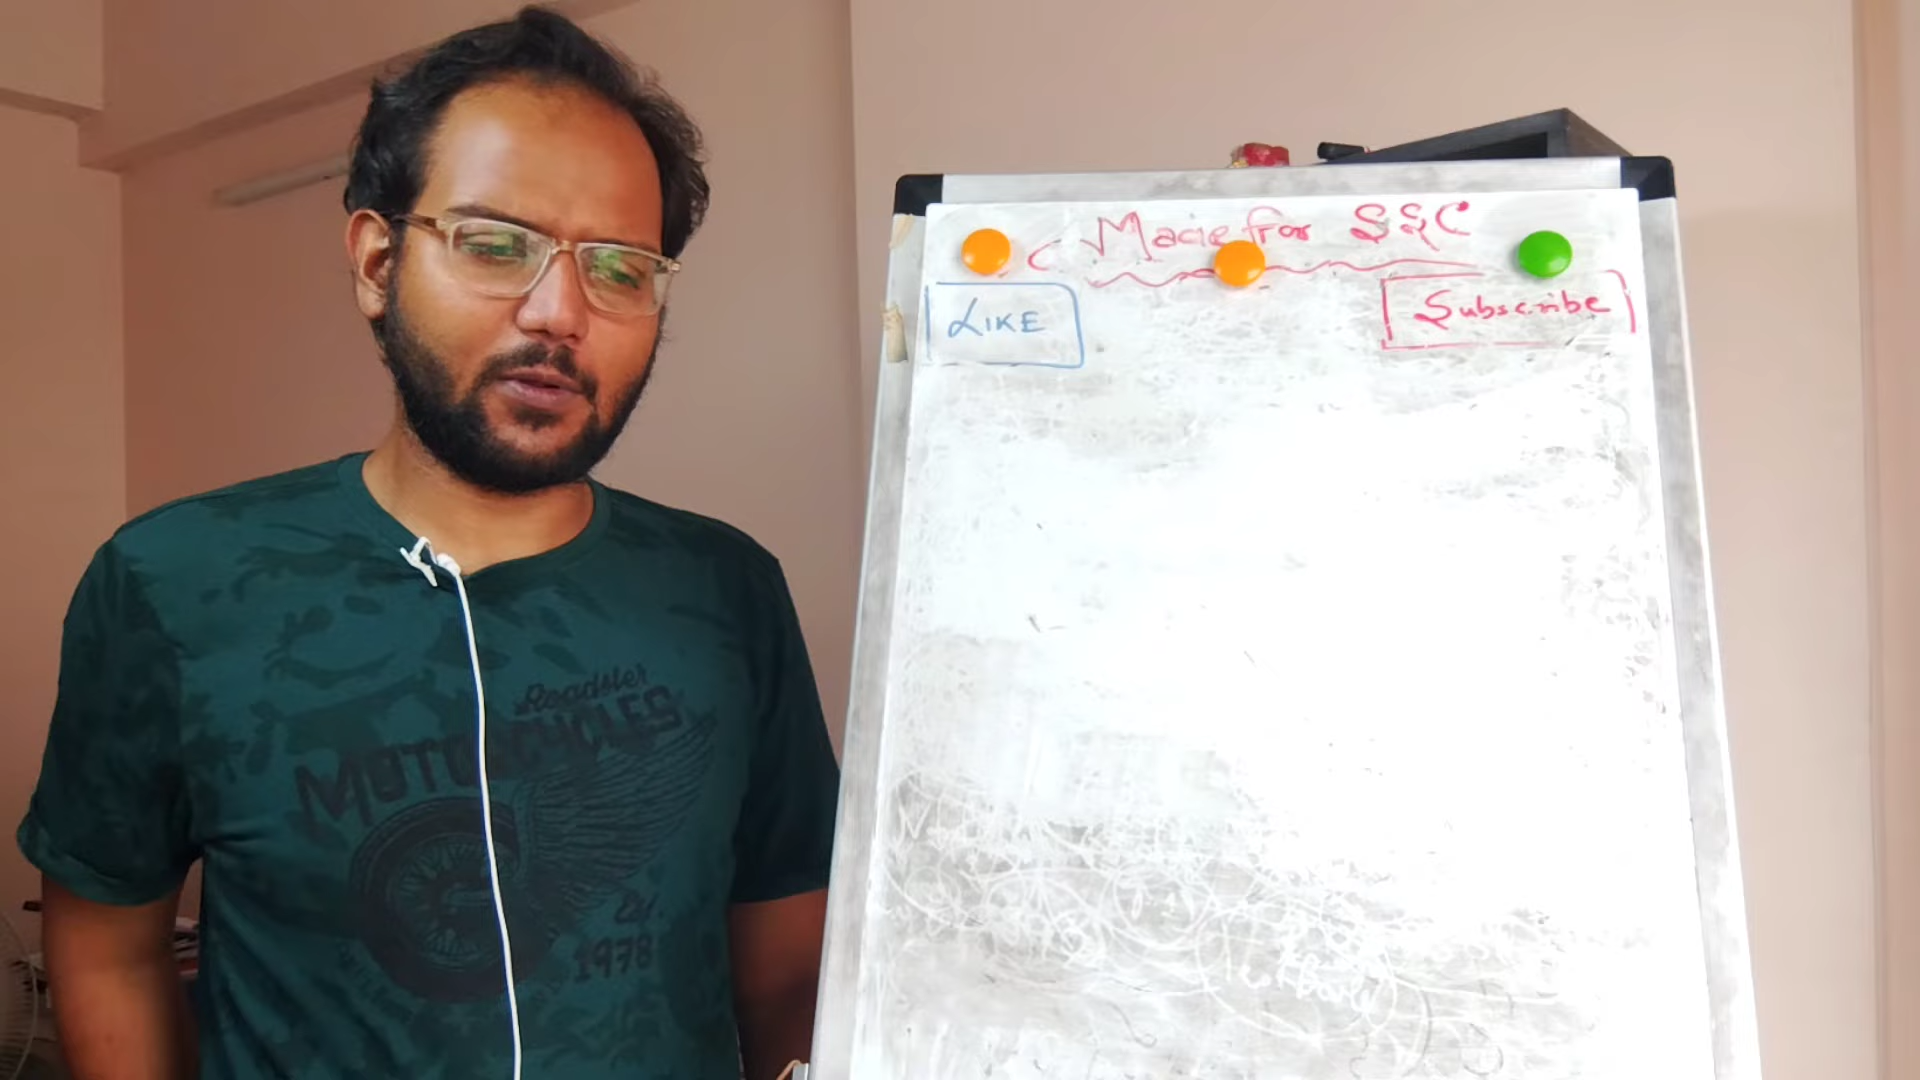 Made for SSC
LIKE
Subscribe
Roadster
MOTORCYCLES
1978